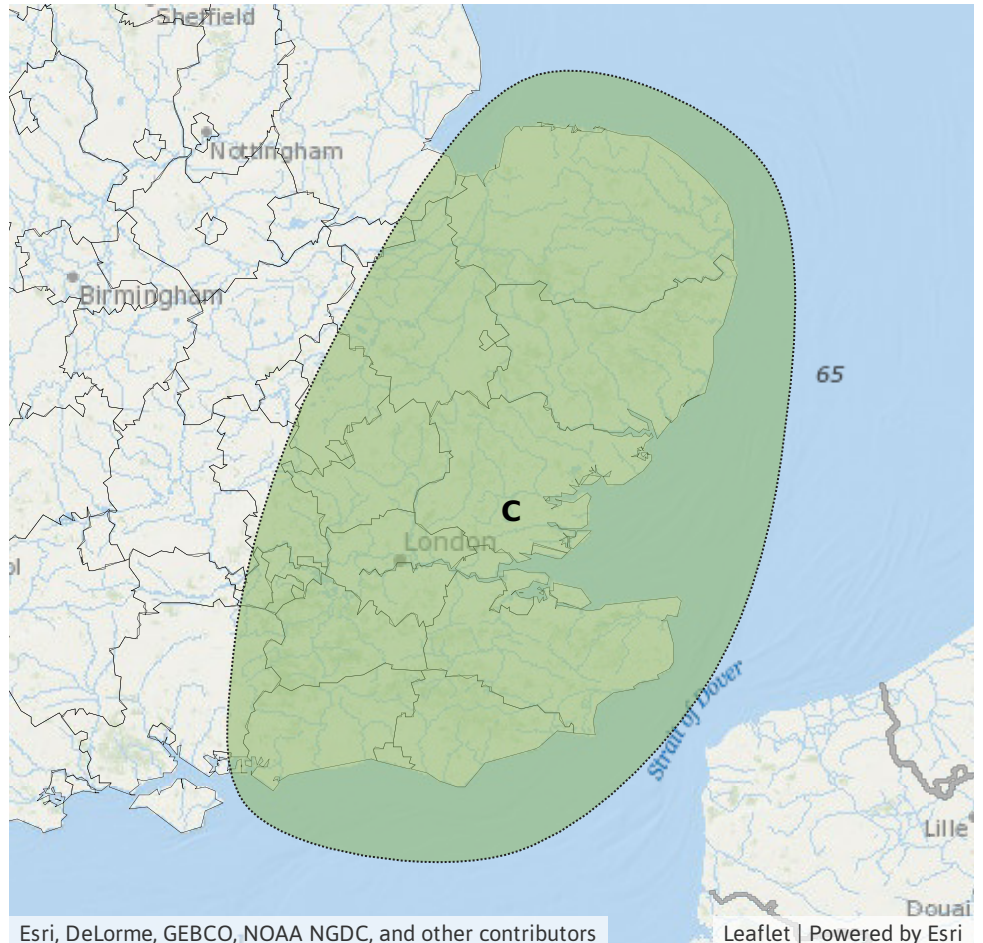 Sheffield
Nottingham
Birmingham
65
C
London
ol
Strait of Dover
Lille
Douai
Esri, DeLorme, GEBCO, NOAA NGDC, and other contributors
Leaflet | Powered by Esri